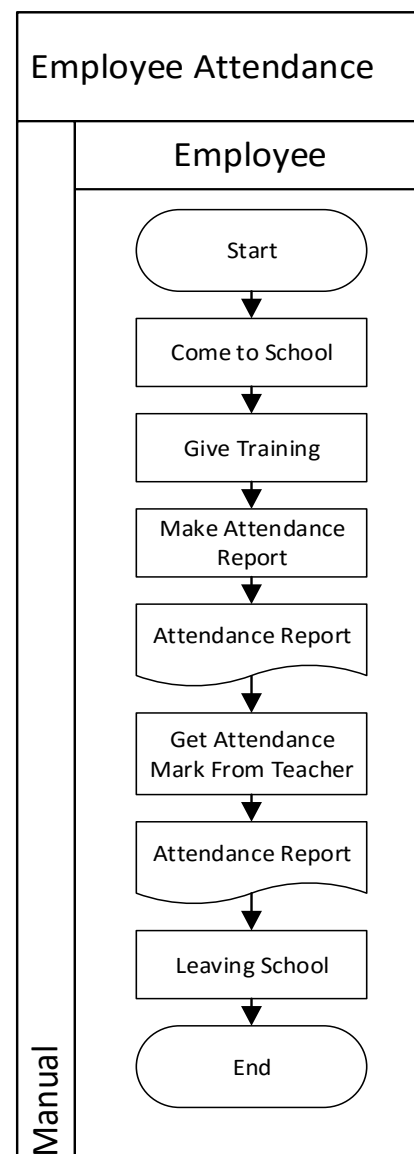 Employee Attendance
Employee
Start
Come to School
Give Training
Make Attendance
Report
Attendance Report
Get Attendance
Mark From Teacher
Attendance Report
Leaving School
End
Manual